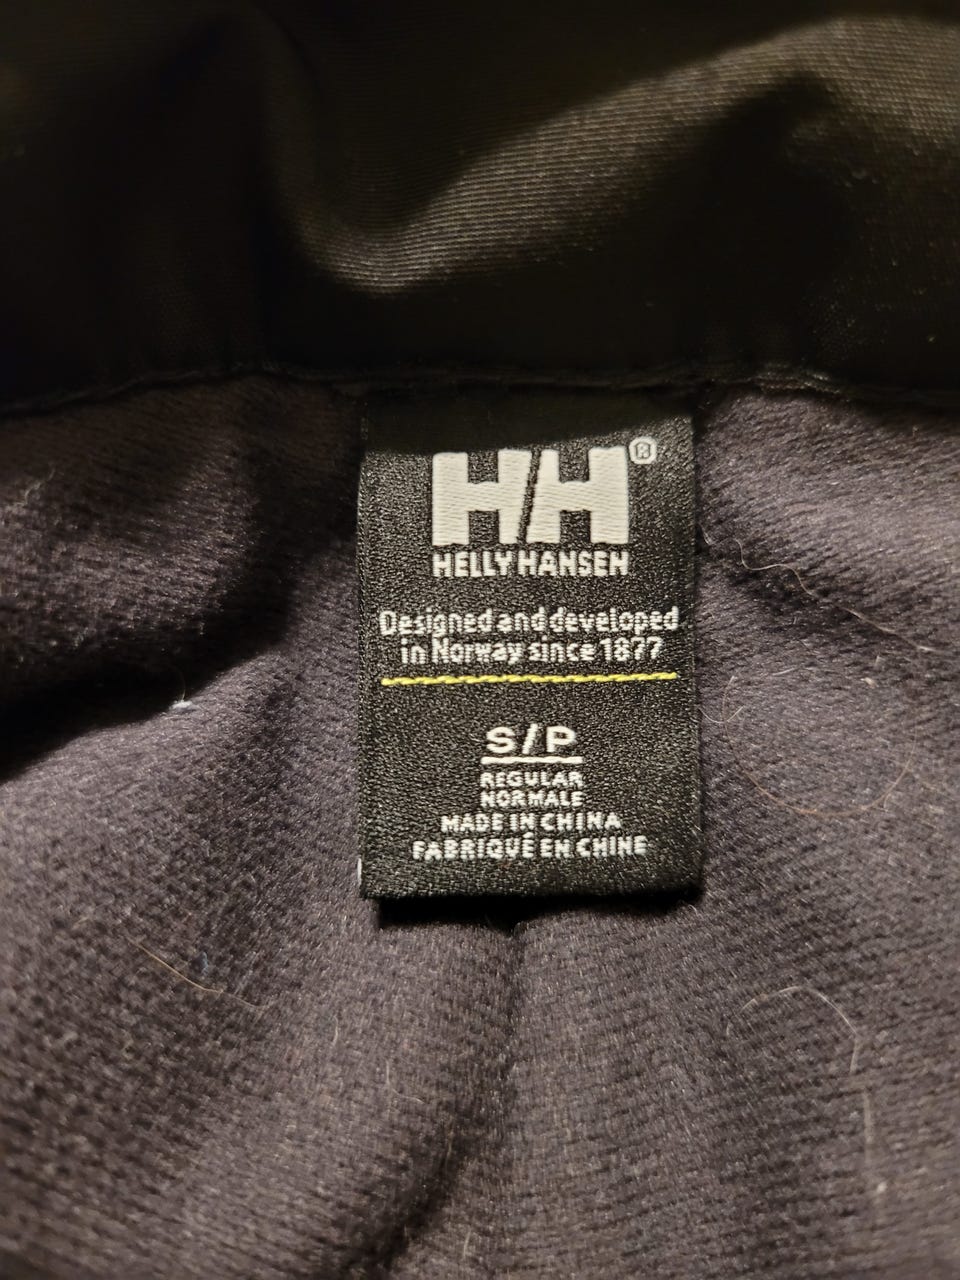 HH®
HELLY HANSEN
Designed and developed
in Norway since 1877
S/P
REGULAR
NORMALE
MADE IN CHINA
FABRIQUÉ EN CHINE